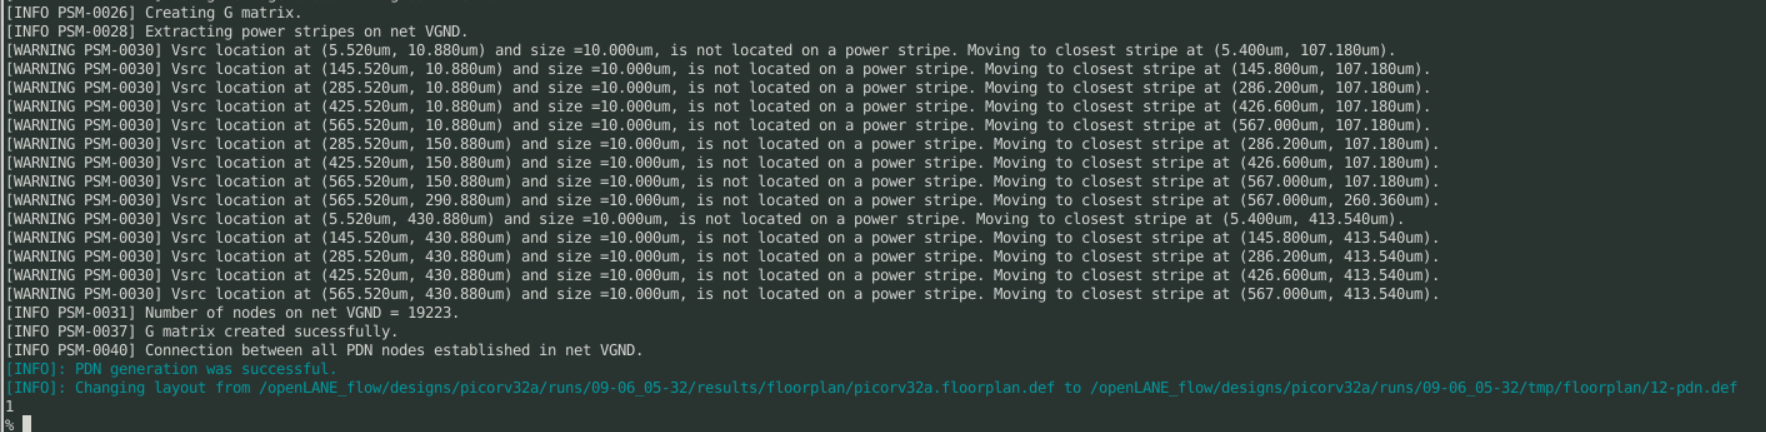 [INFO PSM-0026] Creating G matrix.
[INFO PSM-0028] Extracting power stripes on net VGND.
[WARNING PSM-0030] Vsrc location at (5.520um, 10.880um) and size =10.000um, is not located on a power stripe. Moving to closest stripe at (5.400um, 107.180um).
[WARNING PSM-0030] Vsrc location at (145.520um, 10.880um) and size =10.000um, is not located on a power stripe. Moving to closest stripe at (145.800um, 107.180um).
[WARNING PSM-0030] Vsrc location at (285.520um, 10.880um) and size =10.000um, is not located on a power stripe. Moving to closest stripe at (286.200um, 107.180um).
[WARNING PSM-0030] Vsrc location at (425.520um, 10.880um) and size =10.000um, is not located on a power stripe. Moving to closest stripe at (426.600um, 107.180um).
[WARNING PSM-0030] Vsrc location at (565.520um, 10.880um) and size =10.000um, is not located on a power stripe. Moving to closest stripe at (567.000um, 107.180um).
[WARNING PSM-0030] Vsrc location at (285.520um, 150.880um) and size =10.000um, is not located on a power stripe. Moving to closest stripe at (286.200um, 107.180um).
[WARNING PSM-0030] Vsrc location at (425.520um, 150.880um) and size =10.000um, is not located on a power stripe. Moving to closest stripe at (426.600um, 107.180um).
[WARNING PSM-0030] Vsrc location at (565.520um, 150.880um) and size =10.000um, is not located on a power stripe. Moving to closest stripe at (567.000um, 107.180um).
[WARNING PSM-0030] Vsrc location at (565.520um, 290.880um) and size =10.000um, is not located on a power stripe. Moving to closest stripe at (567.000um, 260.360um).
[WARNING PSM-0030] Vsrc location at (5.520um, 430.880um) and size =10.000um, is not located on a power stripe. Moving to closest stripe at (5.400um, 413.540um).
[WARNING PSM-0030] Vsrc location at (145.520um, 430.880um) and size =10.000um, is not located on a power stripe. Moving to closest stripe at (145.800um, 413.540um).
[WARNING PSM-0030] Vsrc location at (285.520um, 430.880um) and size =10.000um, is not located on a power stripe. Moving to closest stripe at (286.200um, 413.540um).
[WARNING PSM-0030] Vsrc location at (425.520um, 430.880um) and size =10.000um, is not located on a power stripe. Moving to closest stripe at (426.600um, 413.540um).
[WARNING PSM-0030] Vsrc location at (565.520um, 430.880um) and size =10.000um, is not located on a power stripe. Moving to closest stripe at (567.000um, 413.540um).
[INFO PSM-0031] Number of nodes on net VGND = 19223.
[INFO PSM-0037] G matrix created sucessfully.
[INFO PSM-0040] Connection between all PDN nodes established in net VGND.
[INFO]: PDN generation was successful.
[INFO]: Changing layout from /openLANE_flow/designs/picorv32a/runs/09-06_05-32/results/floorplan/picorv32a.floorplan.def to /openLANE_flow/designs/picorv32a/runs/09-06_05-32/tmp/floorplan/12-pdn.def
1
%